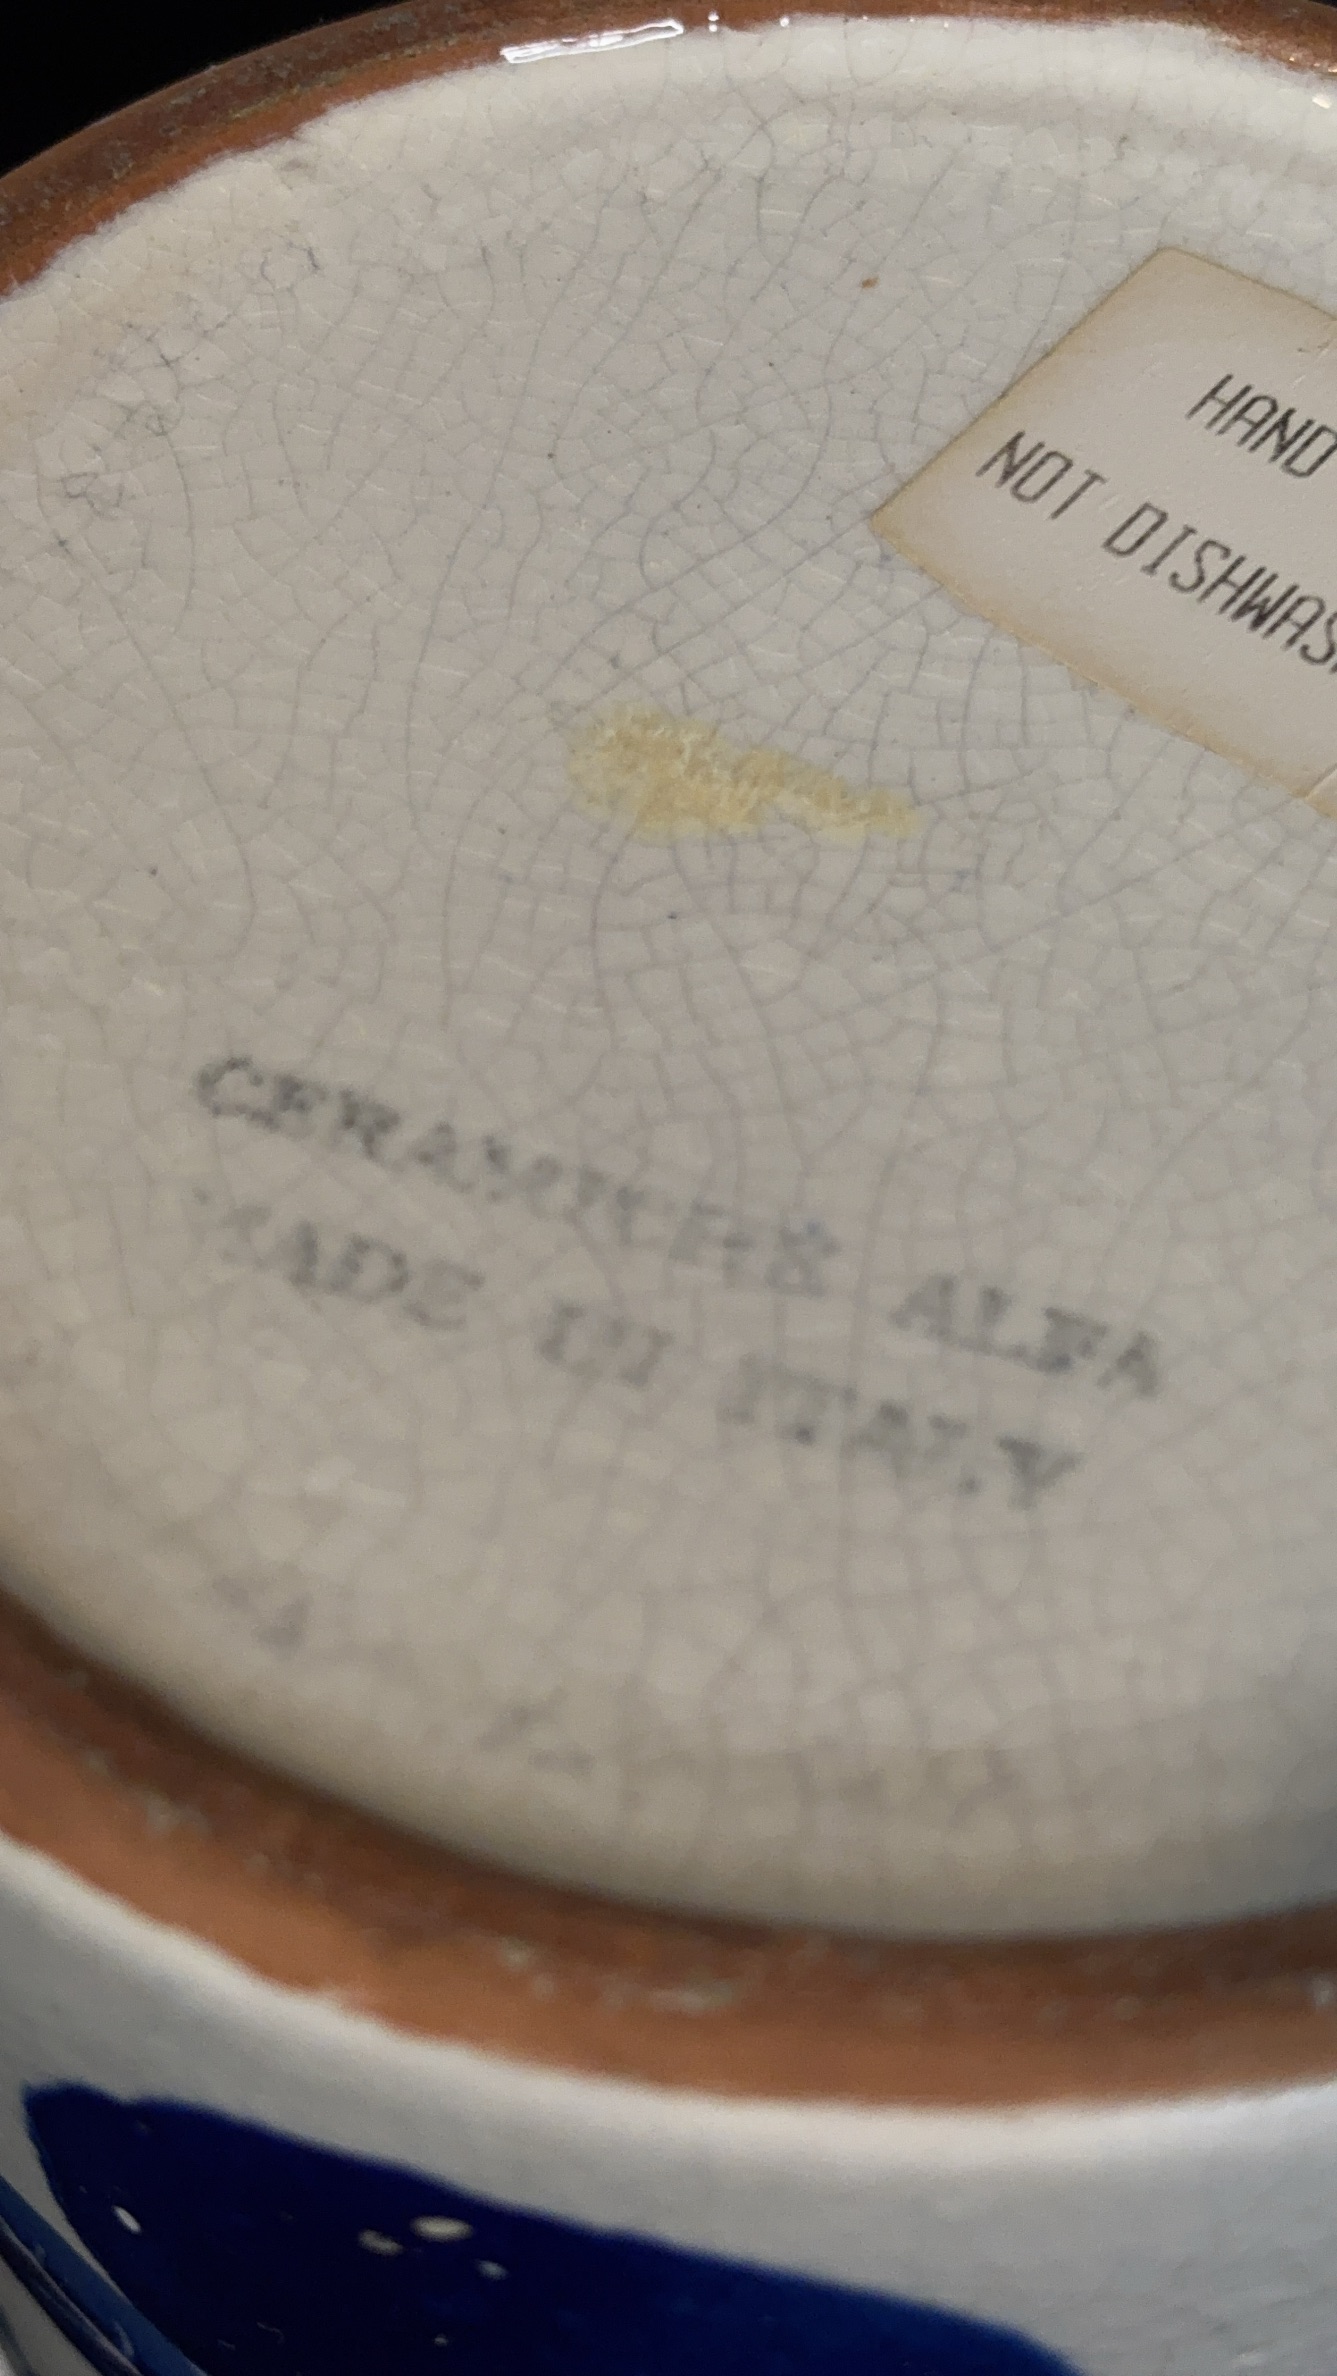 HAND
NOT DISHWAS
CERAMICHE ALFA
MADE IN ITALY